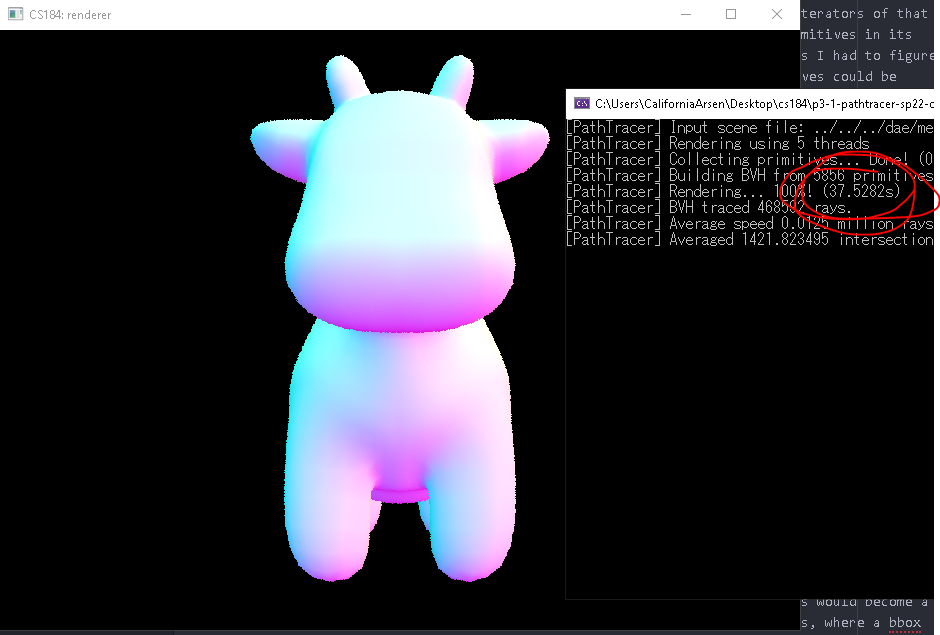 CS184: renderer
terators of that
mitives in its
s I had to figure
ves could be
C:\Users\CaliforniaArsen\Desktop\cs184\p3-1-pathtracer-sp22-c
[PathTracer] Input scene file: ../../../dae/me
[PathTracer] Rendering using 5 threads
[PathTracer] Collecting primitives... Done! (0
[PathTracer] Building BVH from 5856 primitives
[PathTracer] Rendering... 100%! (37.5282s)
[PathTracer] BVH traced rays.
[PathTracer] Average speed 0.0125 million rays
[PathTracer] Averaged 1421.823495 intersection
s would become a
s, where a bbox